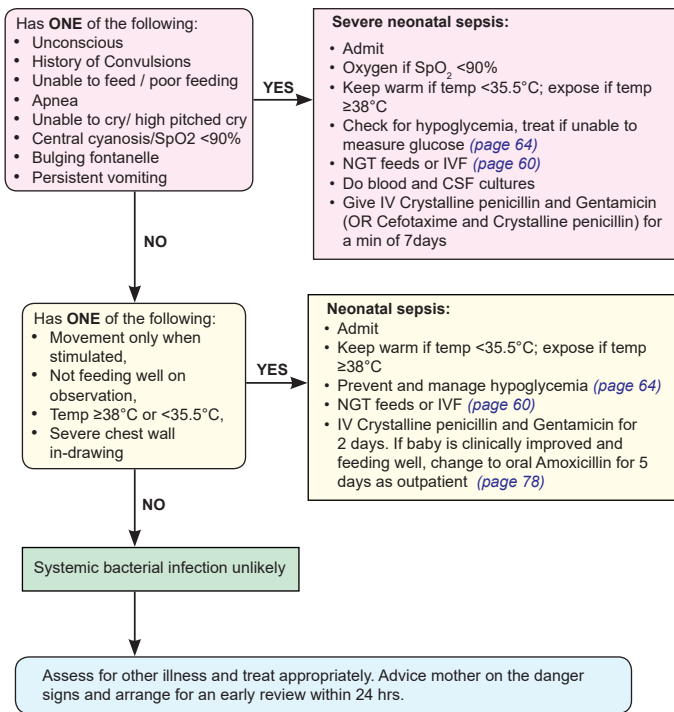 Has ONE of the following:
• Unconscious
• History of Convulsions
• Unable to feed / poor feeding
• Apnea
• Unable to cry/ high pitched cry
• Central cyanosis/SpO2 <90%
• Bulging fontanelle
• Persistent vomiting
YES
Severe neonatal sepsis:
• Admit
• Oxygen if SpO₂ <90%
• Keep warm if temp <35.5°C; expose if temp
≥38°C
• Check for hypoglycemia, treat if unable to
measure glucose (page 64)
• NGT feeds or IVF (page 60)
• Do blood and CSF cultures
• Give IV Crystalline penicillin and Gentamicin
(OR Cefotaxime and Crystalline penicillin) for
a min of 7days
NO
Has ONE of the following:
• Movement only when
stimulated,
• Not feeding well on
observation,
• Temp ≥38°C or <35.5°C,
• Severe chest wall
in-drawing
YES
Neonatal sepsis:
• Admit
• Keep warm if temp <35.5°C; expose if temp
≥38°C
• Prevent and manage hypoglycemia (page 64)
• NGT feeds or IVF (page 60)
• IV Crystalline penicillin and Gentamicin for
2 days. If baby is clinically improved and
feeding well, change to oral Amoxicillin for 5
days as outpatient (page 78)
NO
Systemic bacterial infection unlikely
Assess for other illness and treat appropriately. Advice mother on the danger
signs and arrange for an early review within 24 hrs.